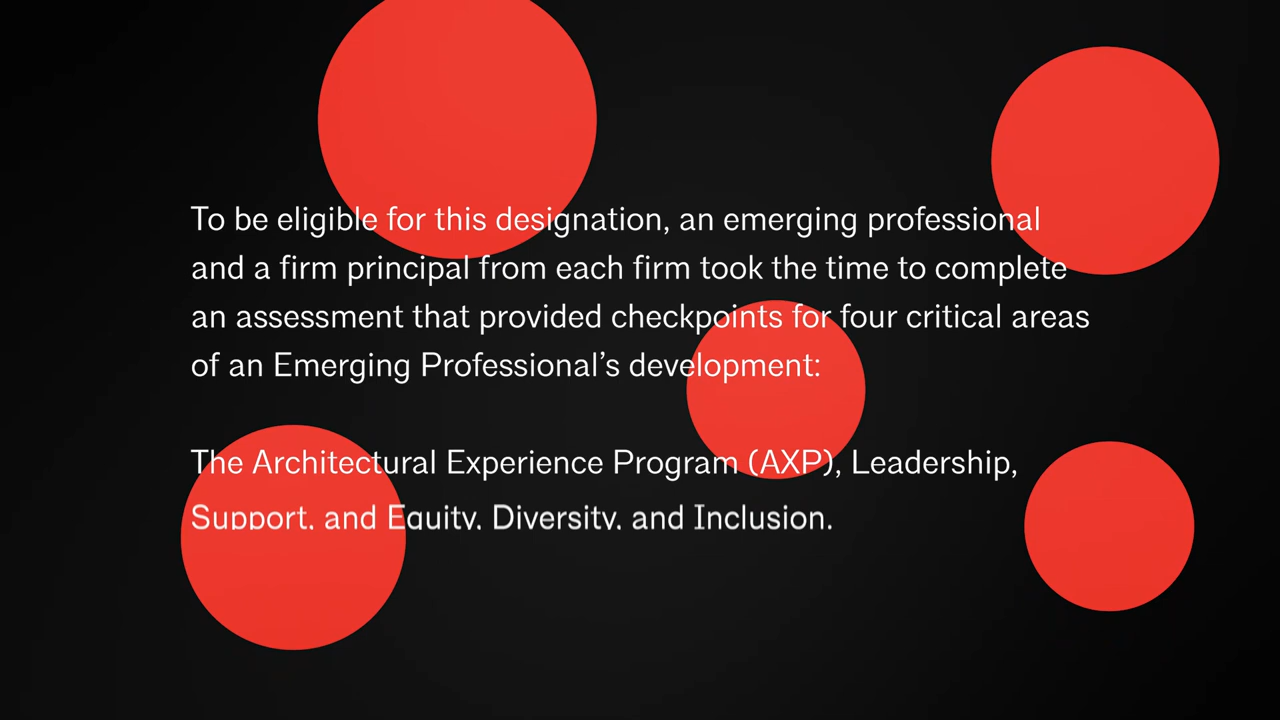 To be eligible for this designation, an emerging professional
and a firm principal from each firm took the time to complete
an assessment that provided checkpoints for four critical areas
of an Emerging Professional’s development:
The Architectural Experience Program (AXP), Leadership,
Support, and Equity, Diversity, and Inclusion.